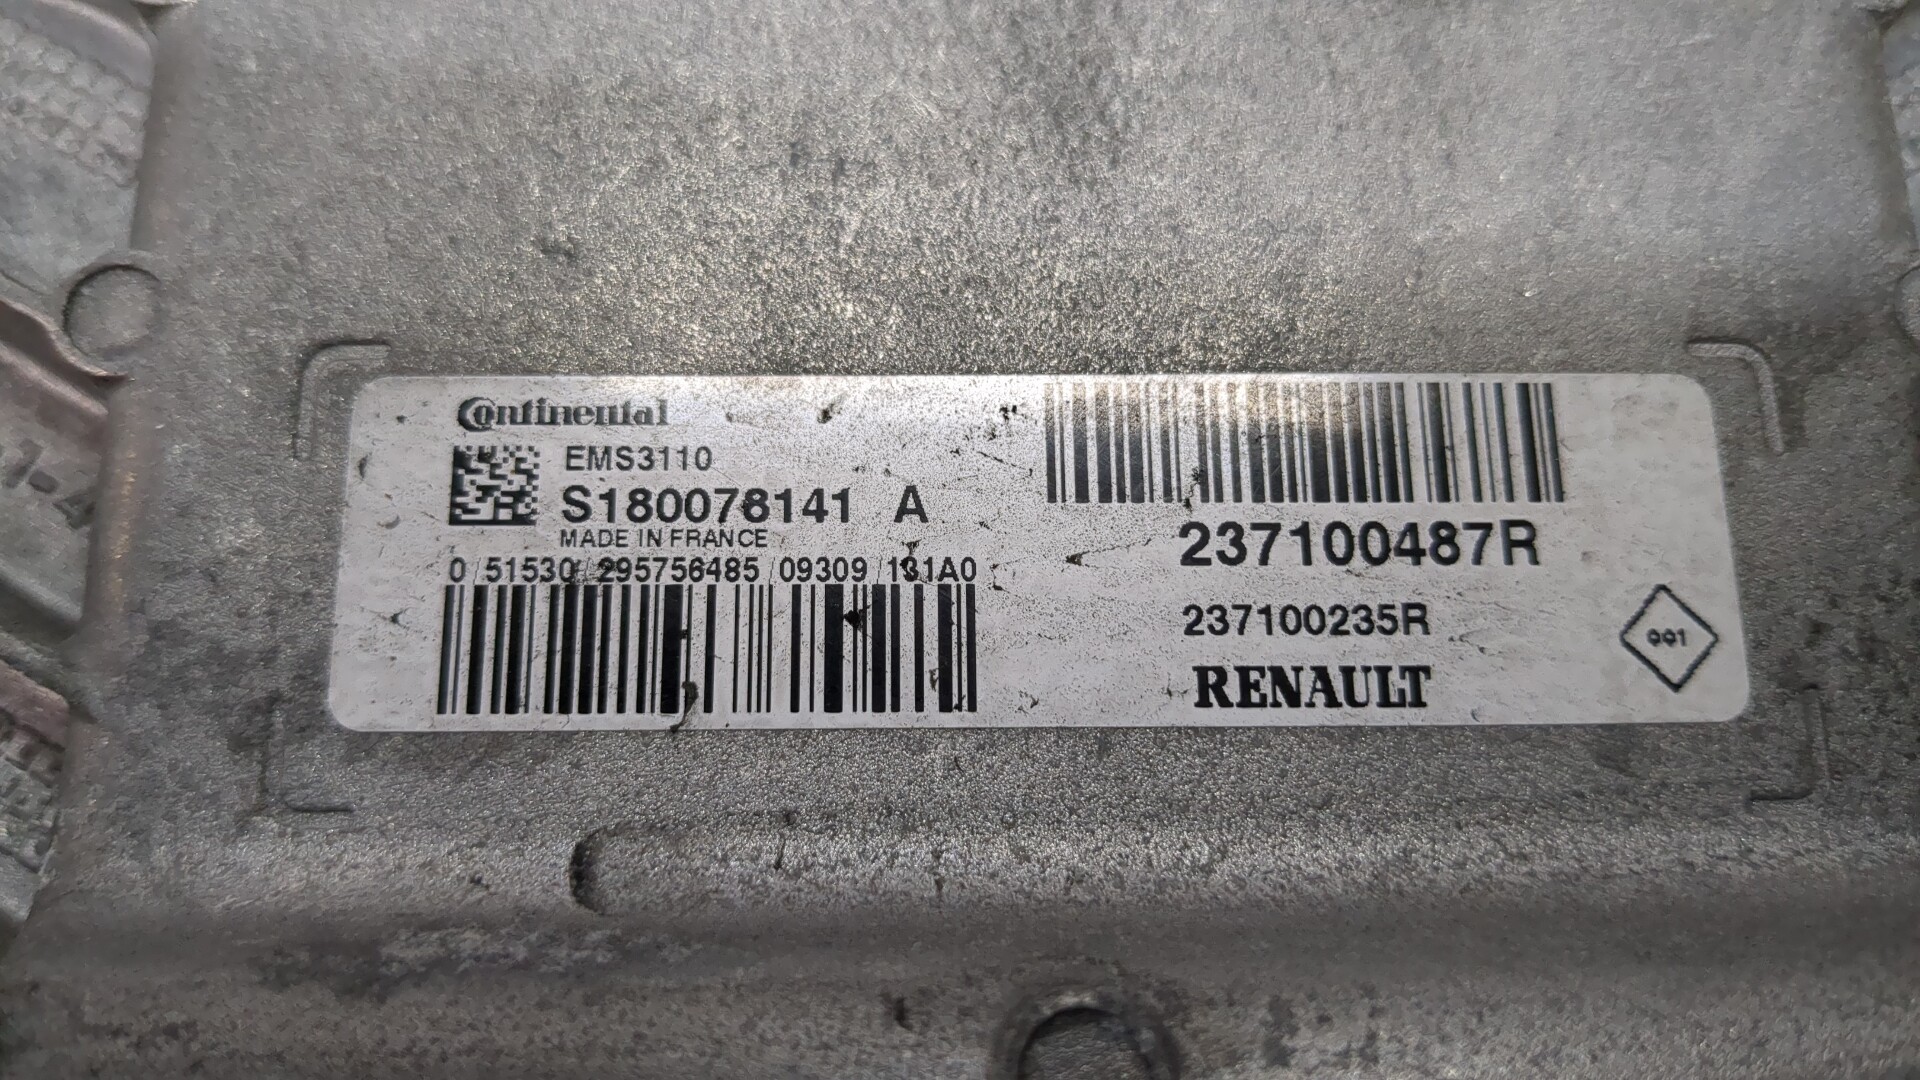 Continental
EMS3110
S180078141 A
MADE IN FRANCE
0 51530 295756485 09309 131A0
237100487R
237100235R
RENAULT
001